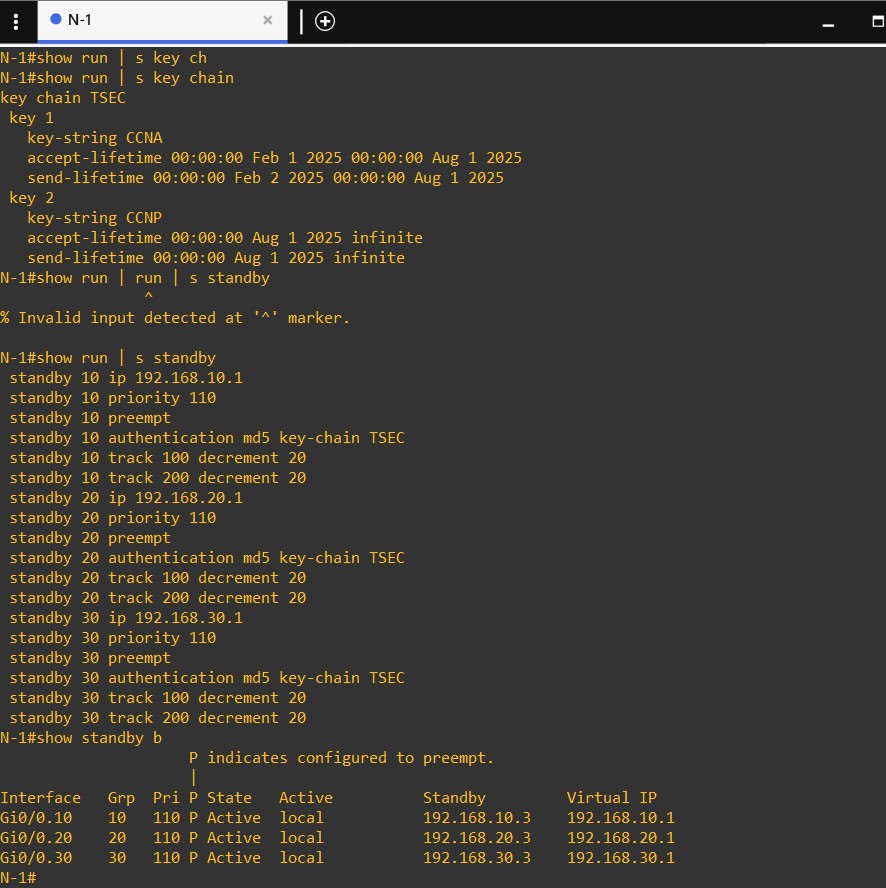 N-1
N-1#show run | s key ch
N-1#show run | s key chain
key chain TSEC
 key 1
   key-string CCNA
   accept-lifetime 00:00:00 Feb 1 2025 00:00:00 Aug 1 2025
   send-lifetime 00:00:00 Feb 2 2025 00:00:00 Aug 1 2025
 key 2
   key-string CCNP
   accept-lifetime 00:00:00 Aug 1 2025 infinite
   send-lifetime 00:00:00 Aug 1 2025 infinite
N-1#show run | run | s standby
                ^
% Invalid input detected at '^' marker.

N-1#show run | s standby
 standby 10 ip 192.168.10.1
 standby 10 priority 110
 standby 10 preempt
 standby 10 authentication md5 key-chain TSEC
 standby 10 track 100 decrement 20
 standby 10 track 200 decrement 20
 standby 20 ip 192.168.20.1
 standby 20 priority 110
 standby 20 preempt
 standby 20 authentication md5 key-chain TSEC
 standby 20 track 100 decrement 20
 standby 20 track 200 decrement 20
 standby 30 ip 192.168.30.1
 standby 30 priority 110
 standby 30 preempt
 standby 30 authentication md5 key-chain TSEC
 standby 30 track 100 decrement 20
 standby 30 track 200 decrement 20
N-1#show standby b
                     P indicates configured to preempt.
                     |
Interface   Grp  Pri P State   Active          Standby         Virtual IP
Gi0/0.10    10   110 P Active  local           192.168.10.3    192.168.10.1
Gi0/0.20    20   110 P Active  local           192.168.20.3    192.168.20.1
Gi0/0.30    30   110 P Active  local           192.168.30.3    192.168.30.1
N-1#